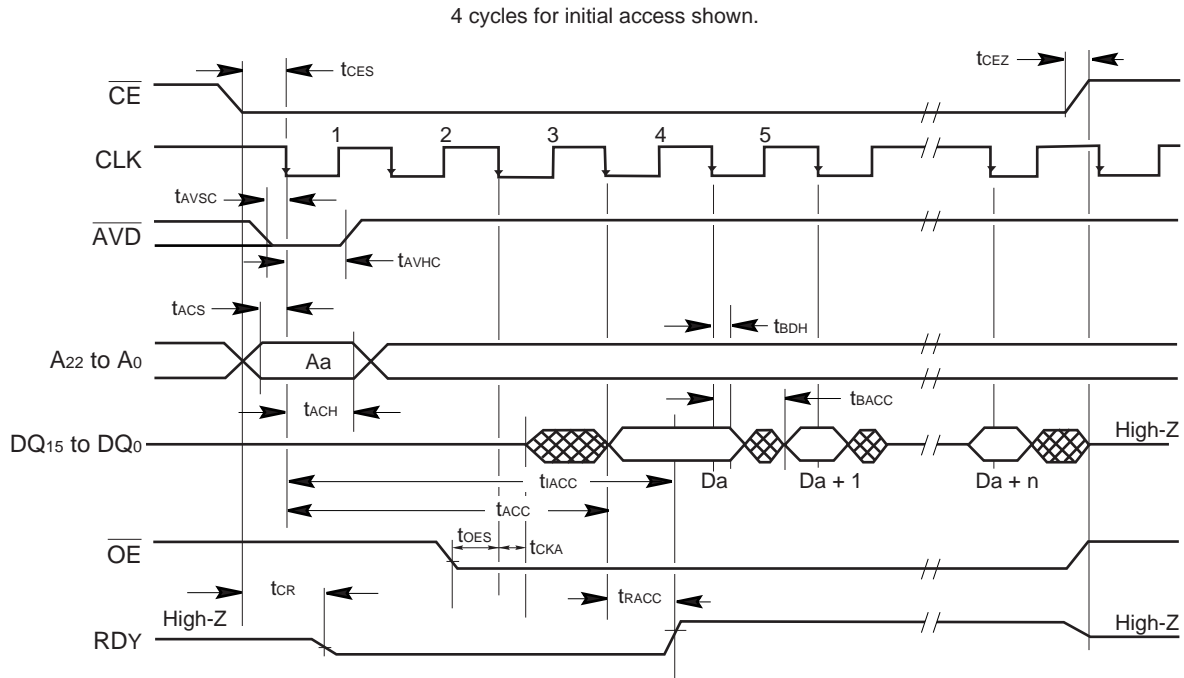 4 cycles for initial access shown.
tCES
tCEZ
CE
1 2 3 4 5
CLK
tAVSC
AVD
tAVHC
tACS
tBDH
A22 to A0
Aa
tACH
tBACC
DQ15 to DQ0
High-Z
tIACC
Da
Da + 1
Da + n
tACC
tOES
tCKA
OE
tCR
tRACC
High-Z
High-Z
RDY